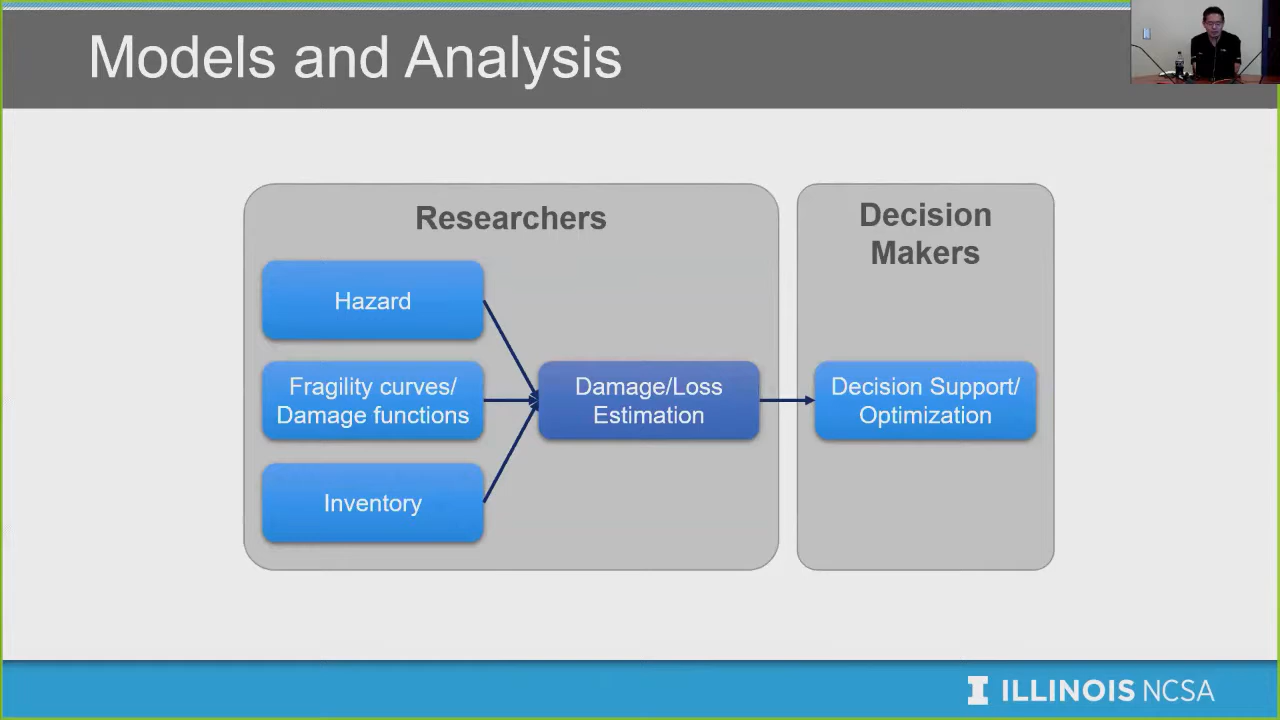 Models and Analysis
Researchers
Hazard
Fragility curves/
Damage functions
Inventory
Damage/Loss
Estimation
Decision
Makers
Decision Support/
Optimization
I ILLINOIS NCSA